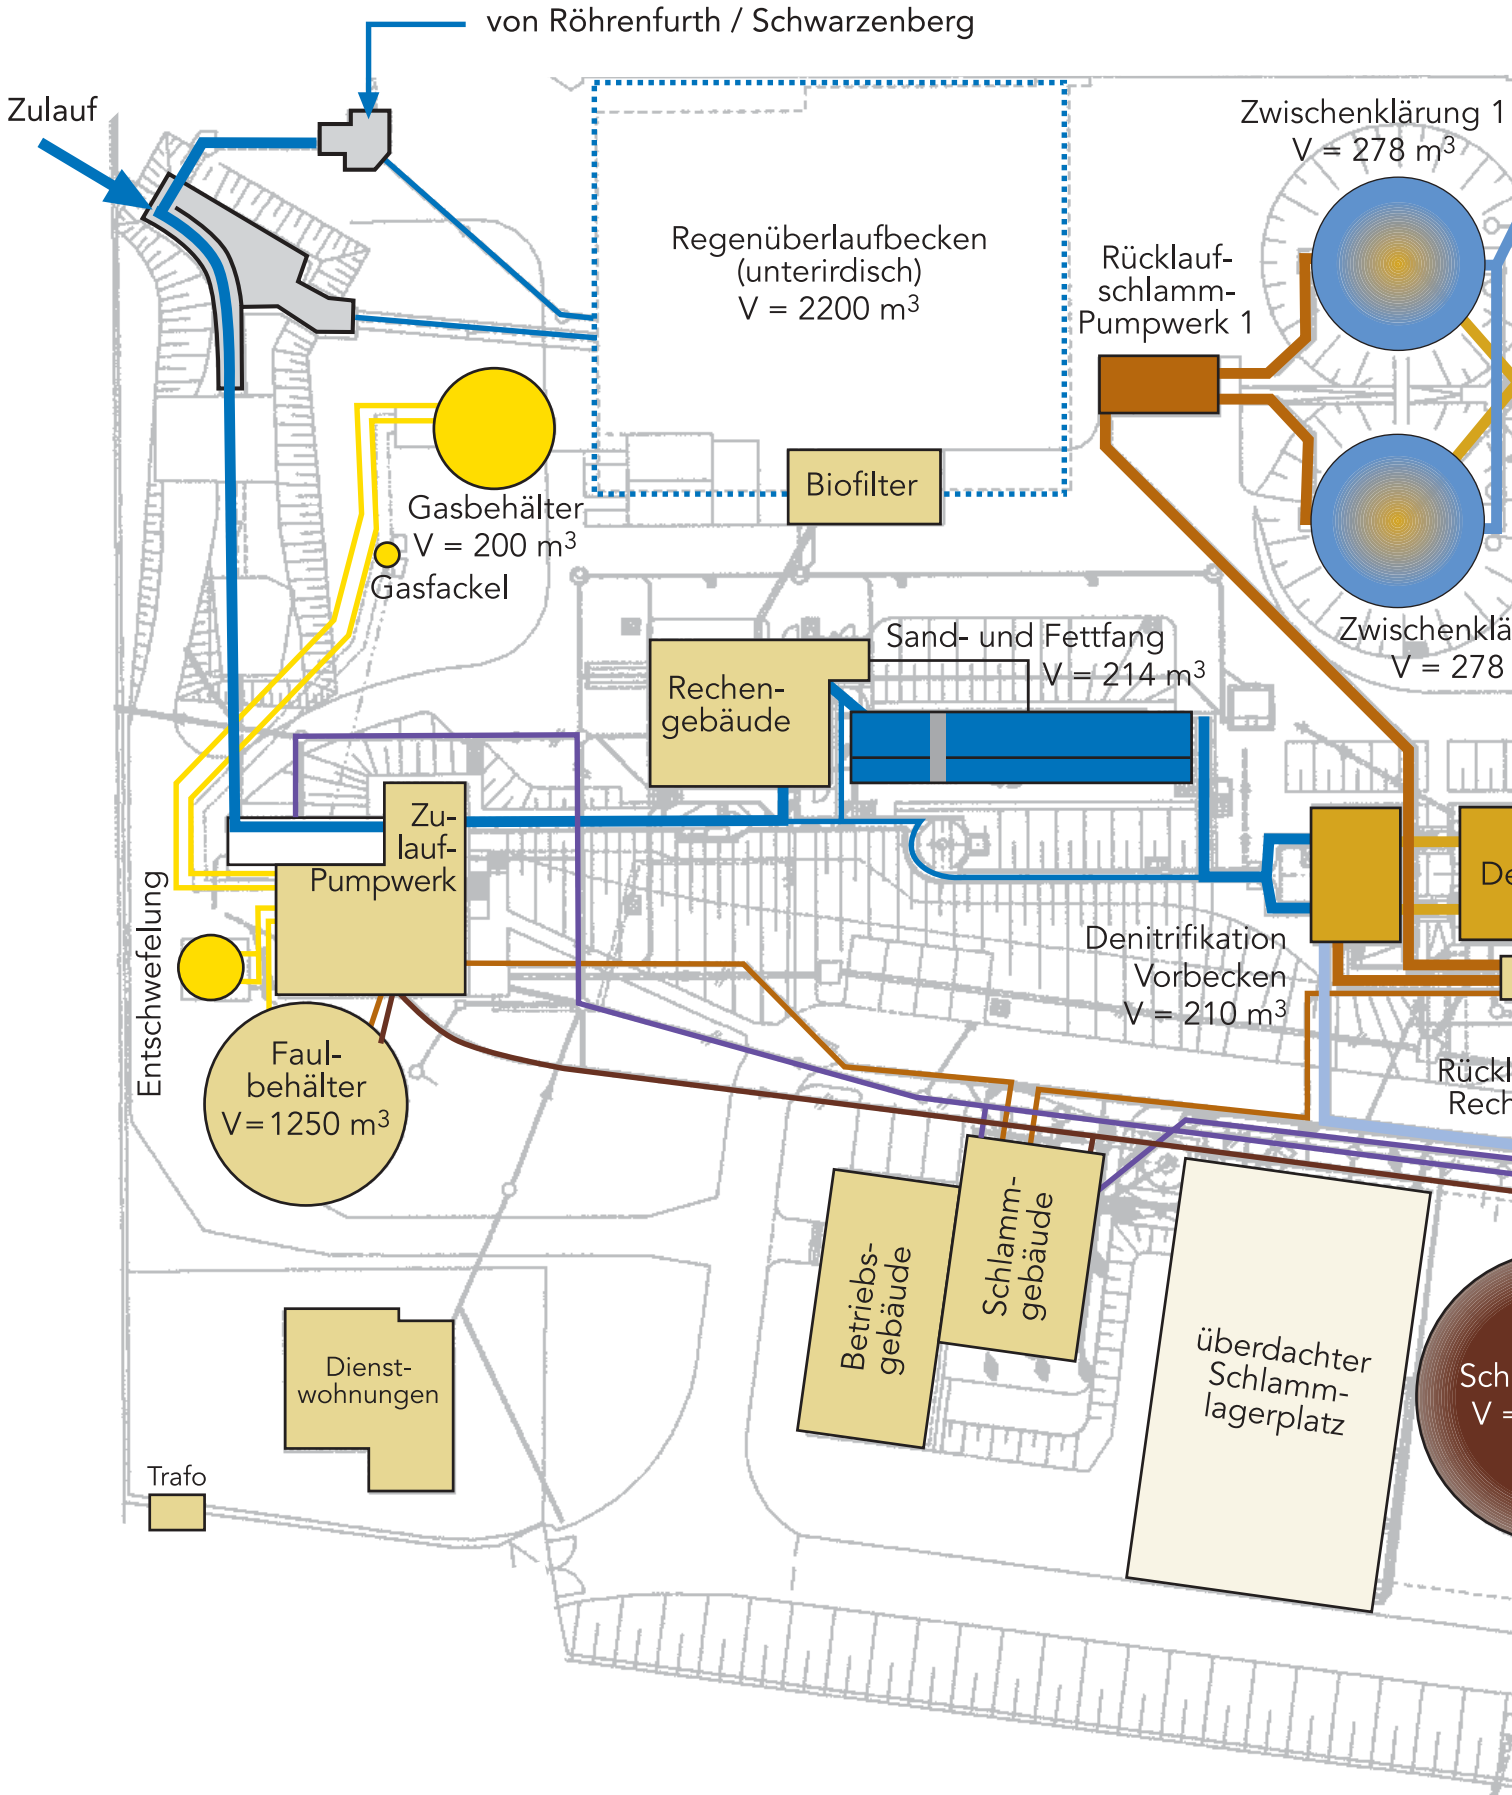 von Röhrenfurth / Schwarzenberg
Zulauf
Zwischenklärung 1
V = 278 m³
Regenüberlaufbecken
(unterirdisch)
V = 2200 m³
Rücklauf-
schlamm-
Pumpwerk 1
Biofilter
Gasbehälter
V = 200 m³
Gasfackel
Zwischenklä
V = 278
Sand- und Fettfang
V = 214 m³
Rechen-
gebäude
Zu-
lauf-
Pumpwerk
De
Entschwefelung
Denitrifikation
Vorbecken
V = 210 m³
Faul-
behälter
V=1250 m³
Rückl
Rech
Schlamm-
gebäude
Betriebs-
gebäude
überdachter
Schlamm-
lagerplatz
Dienst-
wohnungen
Sch
V =
Trafo